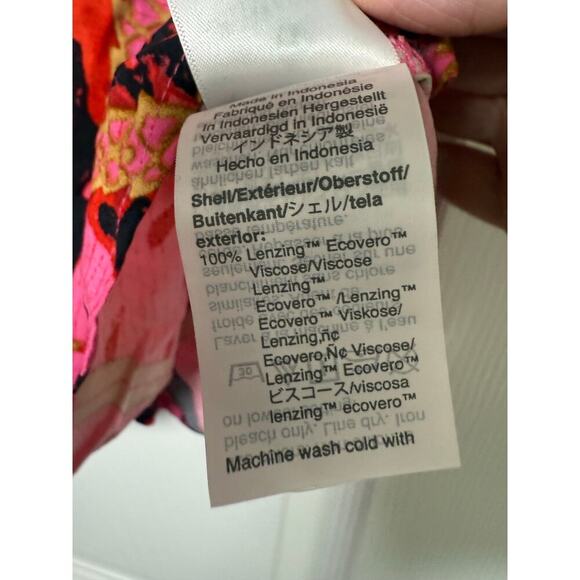 Made in Indonesia
Fabriqué en Indonésie
In Indonesien Hergestellt
Vervaardigd in Indonesië
インドネシア製
Hecho en Indonesia
Shell/Extérieur/Oberstoff/
Buitenkant/シェル/tela
exterior:
100% Lenzing™ Ecovero™
Viscose/Viscose
Lenzing™
Ecovero™ /Lenzing™
Ecovero™ Viskose/
Lenzing‚Ñ¢
Ecovero‚Ñ¢ Viscose/
Lenzing™ Ecovero™
ビスコース/viscosa
lenzing™ ecovero™
Machine wash cold with